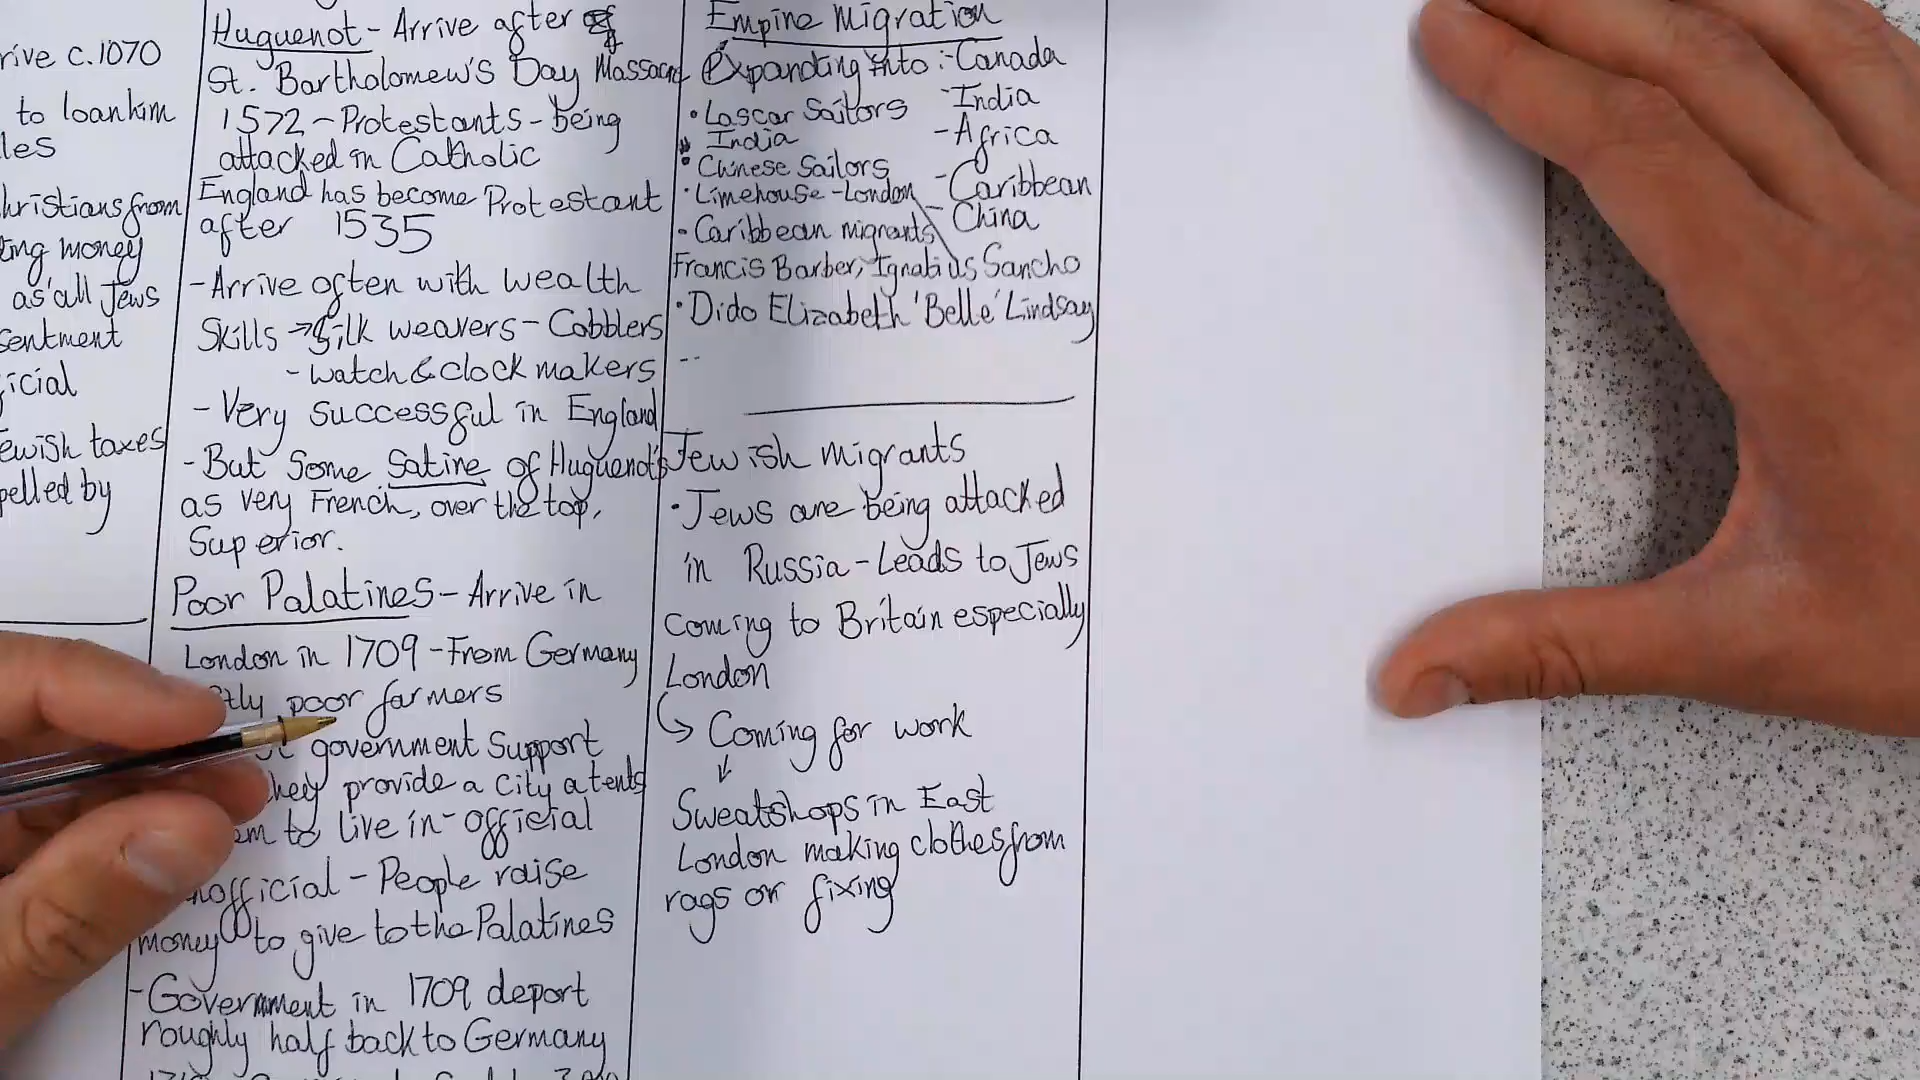 rive c.1070
to loan him
les
hristians from
ting money
as all Jews
sentment
icial
ewish taxes
pelled by
Huguenot - Arrive after
St. Bartholomew's Day Massacre
1572 - Protestants - being
attacked in Catholic
England has become Protestant
after 1535
- Arrive often with wealth
Skills → Silk weavers - Cobblers
- watch & clock makers
- Very successful in England
- But some Satire of Huguenot's
as very French, over the top,
Superior.
Poor Palatines - Arrive in
London in 1709 - From Germany
tly poor farmers
government Support
they provide a city a tents
em to live in - official
nofficial - People raise
money to give to the Palatines
- Government in 1709 deport
roughly half back to Germany
Empire Migration
Expanding into :- Canada
- India
- Africa
- Caribbean
- China
• Lascar Sailors
India
• Chinese Sailors
• Limehouse - London
• Caribbean migrants
Francis Barber, Ignatius Sancho
• Dido Elizabeth 'Belle' Lindsay
Jewish migrants
• Jews are being attacked
in Russia - Leads to Jews
coming to Britain especially
London
↳ Coming for work
↓
Sweatshops in East
London making clothes from
rags or fixing